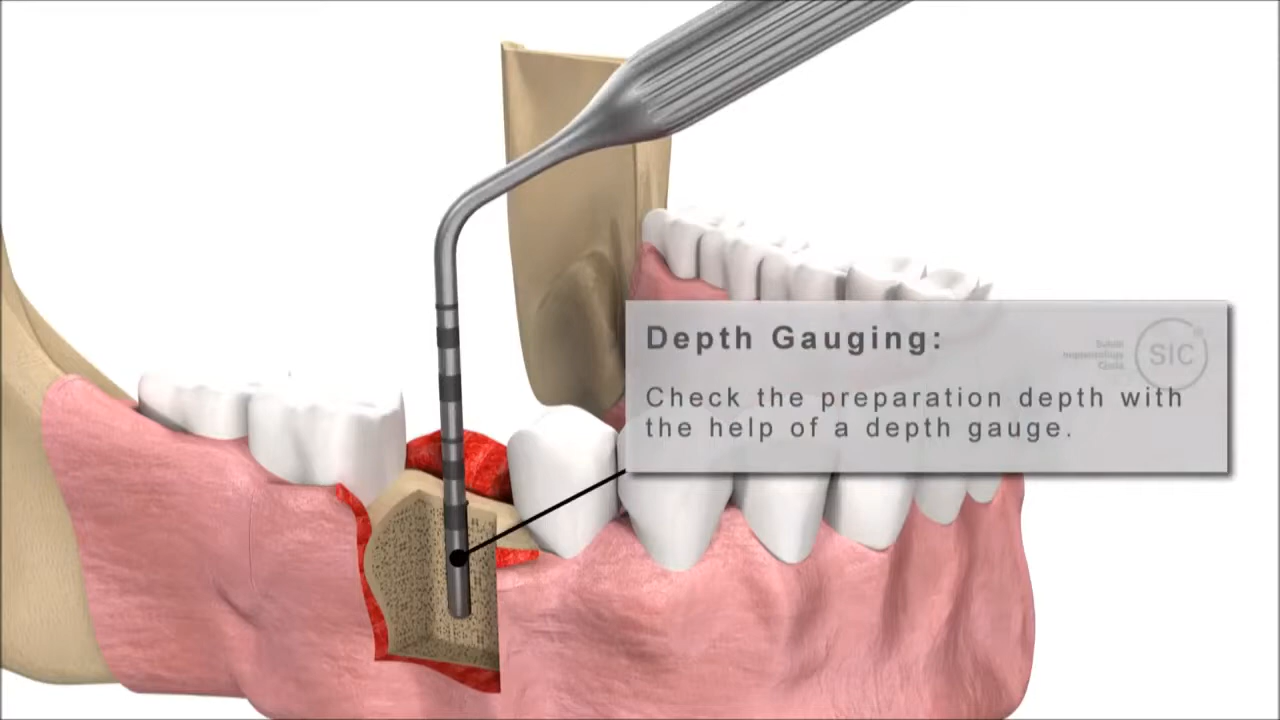 Depth Gauging:
SIC
Check the preparation depth with
the help of a depth gauge.